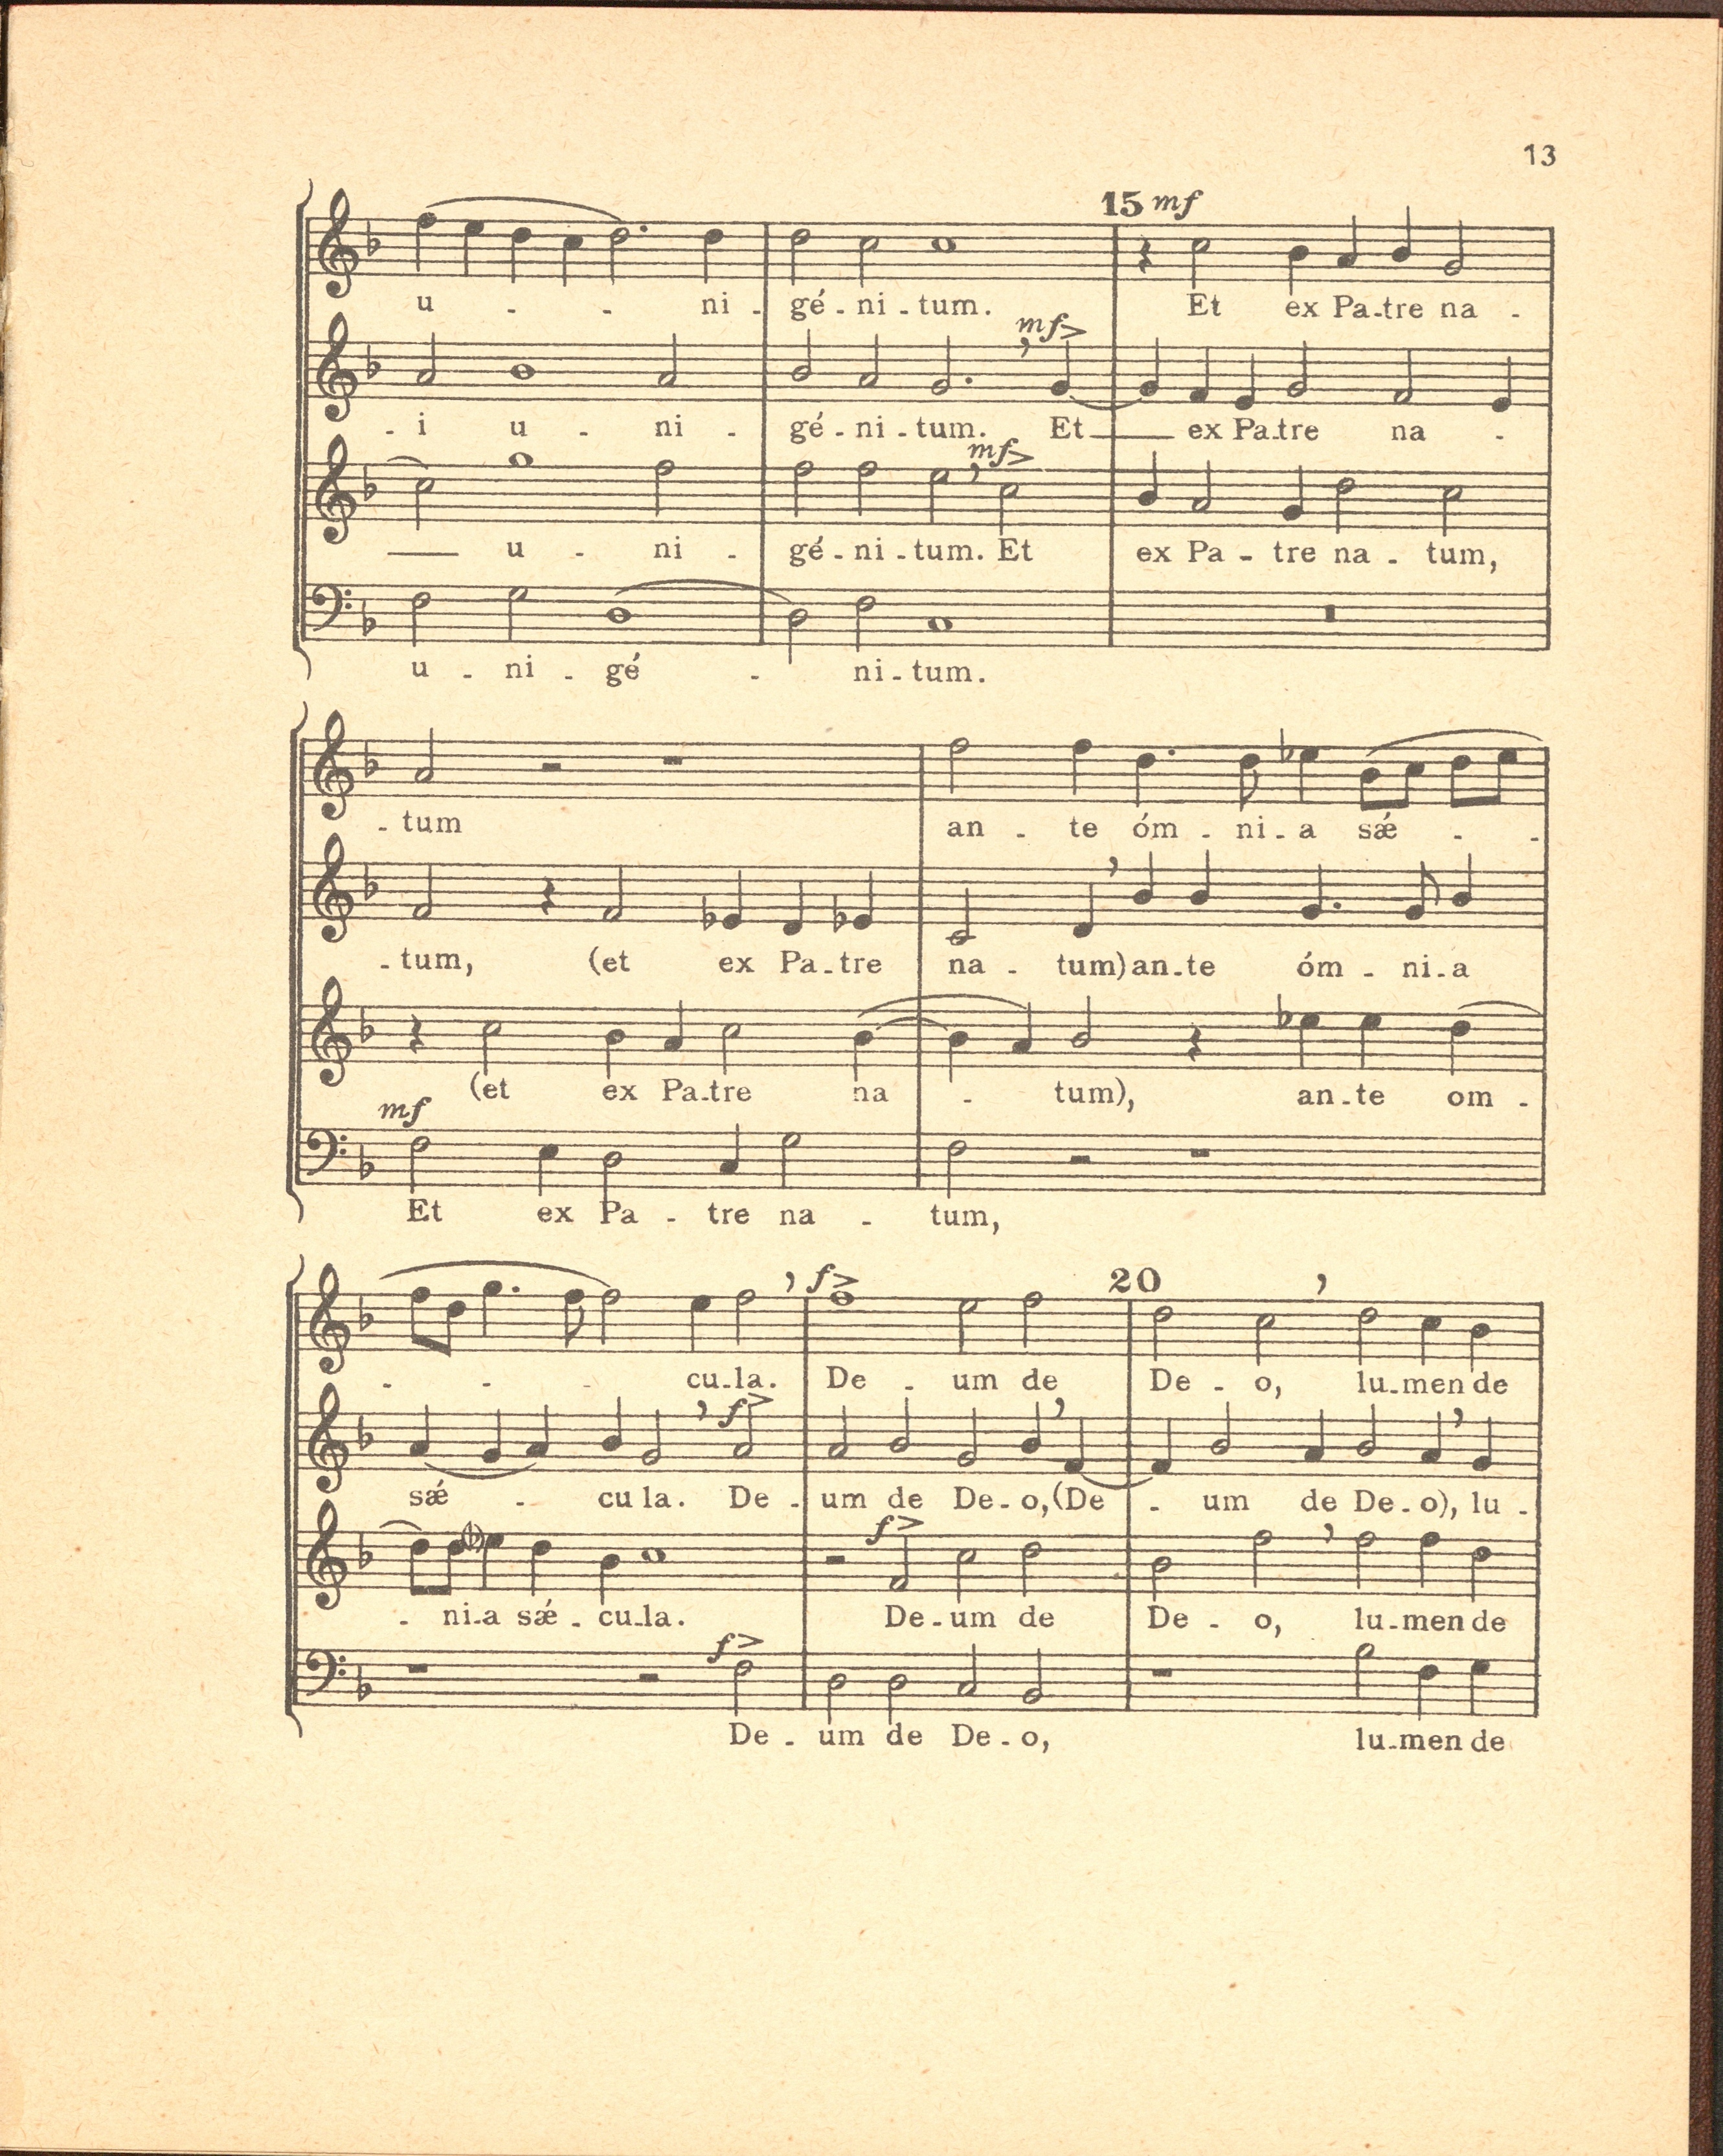 13
15 mf
u - - ni - gé - ni - tum. Et ex Pa - tre na -
mf
- i u - ni - gé - ni - tum. Et ex Pa - tre na -
mf
u - ni - gé - ni - tum. Et ex Pa - tre na - tum,
u - ni - gé - ni - tum.
- tum an - te óm - ni - a sǽ - -
- tum, (et ex Pa - tre na - tum) an - te óm - ni - a
(et ex Pa - tre na - tum), an - te om -
mf
Et ex Pa - tre na - tum,
f 20
- - - cu - la. De - um de De - o, lu - men de
f
sǽ - cu la. De - um de De - o, (De - um de De - o), lu -
f
- ni - a sǽ - cu - la. De - um de De - o, lu - men de
f
De - um de De - o, lu - men de